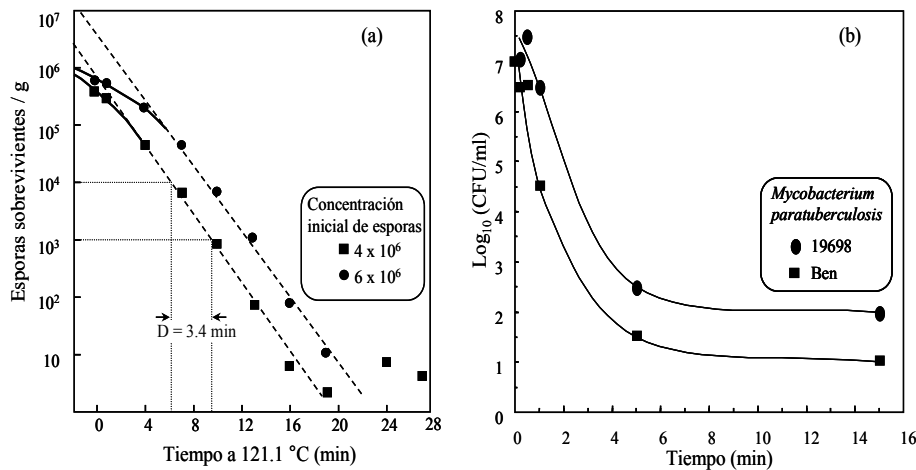 (a)
Esporas sobrevivientes / g
10⁷
10⁶
10⁵
10⁴
10³
10²
10
Concentración
inicial de esporas
4 x 10⁶
6 x 10⁶
D = 3.4 min
0 4 8 12 16 20 24 28
Tiempo a 121.1 °C (min)
(b)
Log₁₀ (CFU/ml)
8
7
6
5
4
3
2
1
0
Mycobacterium
paratuberculosis
19698
Ben
0 2 4 6 8 10 12 14 16
Tiempo (min)